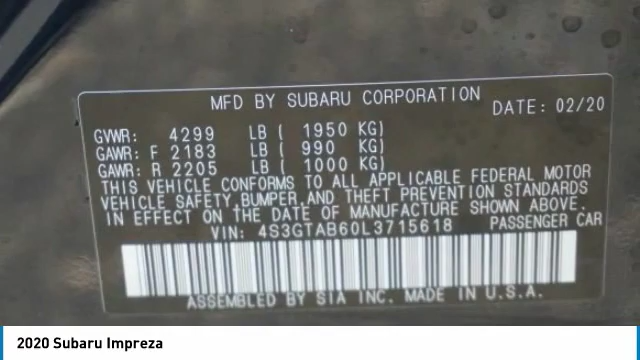 MFD BY SUBARU CORPORATION
DATE: 02/20
GVWR: 4299 LB ( 1950 KG)
GAWR: F 2183 LB ( 990 KG)
GAWR: R 2205 LB ( 1000 KG)
THIS VEHICLE CONFORMS TO ALL APPLICABLE FEDERAL MOTOR
VEHICLE SAFETY, BUMPER, AND THEFT PREVENTION STANDARDS
IN EFFECT ON THE DATE OF MANUFACTURE SHOWN ABOVE.
VIN: 4S3GTAB60L3715618 PASSENGER CAR
ASSEMBLED BY SIA INC. MADE IN U.S.A.
2020 Subaru Impreza